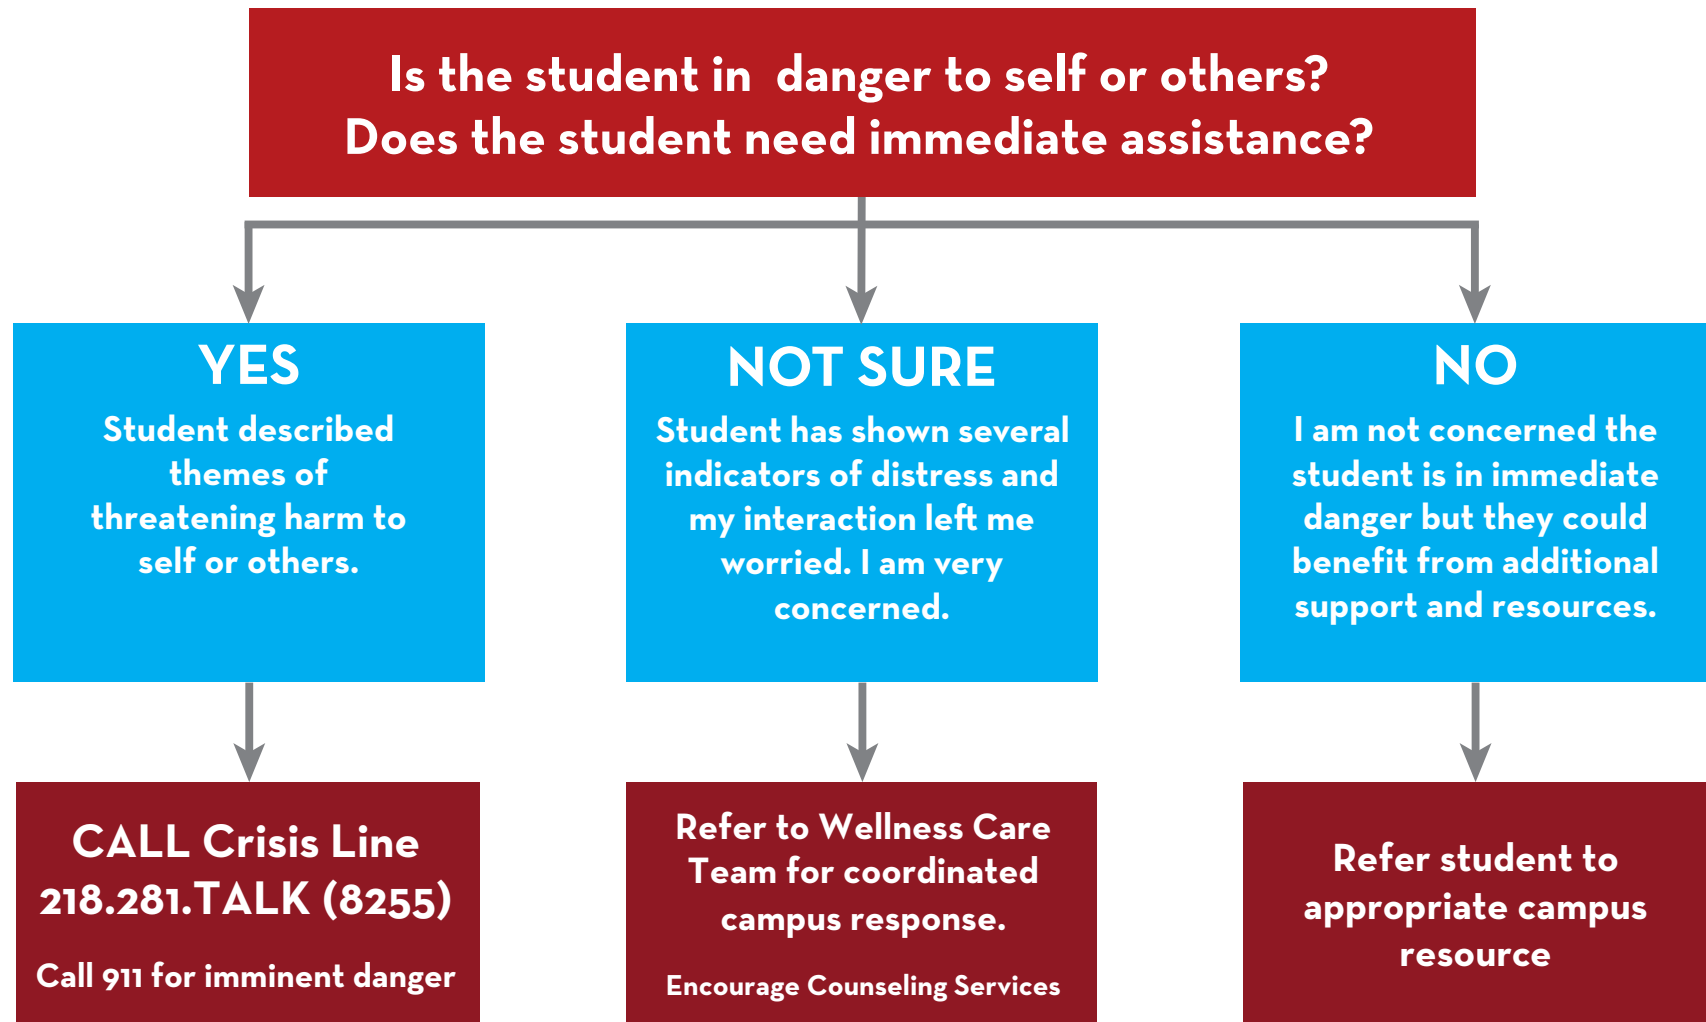 Is the student in danger to self or others?
Does the student need immediate assistance?
YES
Student described
themes of
threatening harm to
self or others.
NOT SURE
Student has shown several
indicators of distress and
my interaction left me
worried. I am very
concerned.
NO
I am not concerned the
student is in immediate
danger but they could
benefit from additional
support and resources.
CALL Crisis Line
218.281.TALK (8255)
Call 911 for imminent danger
Refer to Wellness Care
Team for coordinated
campus response.
Encourage Counseling Services
Refer student to
appropriate campus
resource